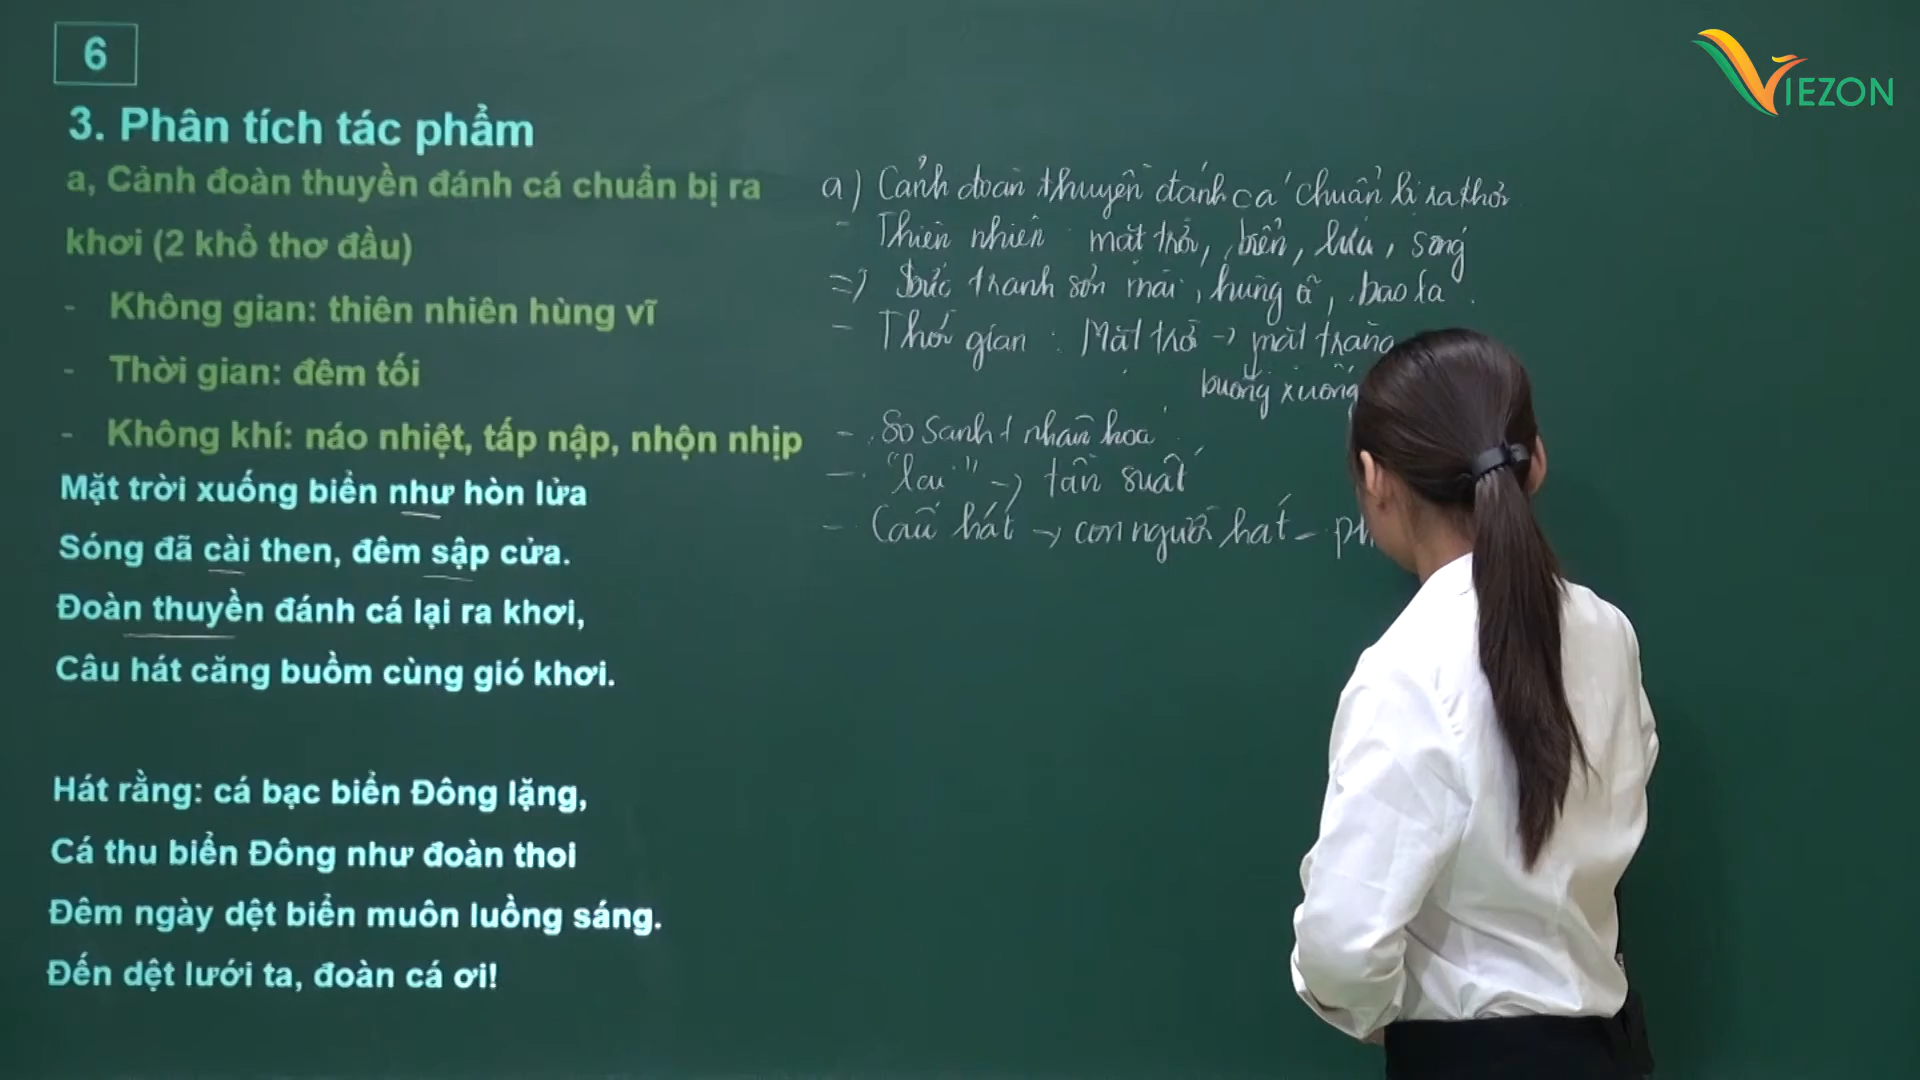 6
VIEZON
3. Phân tích tác phẩm
a, Cảnh đoàn thuyền đánh cá chuẩn bị ra
khơi (2 khổ thơ đầu)
- Không gian: thiên nhiên hùng vĩ
- Thời gian: đêm tối
- Không khí: náo nhiệt, tấp nập, nhộn nhịp
Mặt trời xuống biển như hòn lửa
Sóng đã cài then, đêm sập cửa.
Đoàn thuyền đánh cá lại ra khơi,
Câu hát căng buồm cùng gió khơi.
Hát rằng: cá bạc biển Đông lặng,
Cá thu biển Đông như đoàn thoi
Đêm ngày dệt biển muôn luồng sáng.
Đến dệt lưới ta, đoàn cá ơi!
a) Cảnh đoàn thuyền đánh cá chuẩn bị ra khơi
- Thiên nhiên : mặt trời, biển, lửa, sóng
=> Bức tranh sơn mài, hùng vĩ, bao la.
- Thời gian : Mặt trời -> mặt trăng
buông xuống
- So sánh + nhân hoá
- "lại" -> tần suất
- Câu hát -> con người hát -